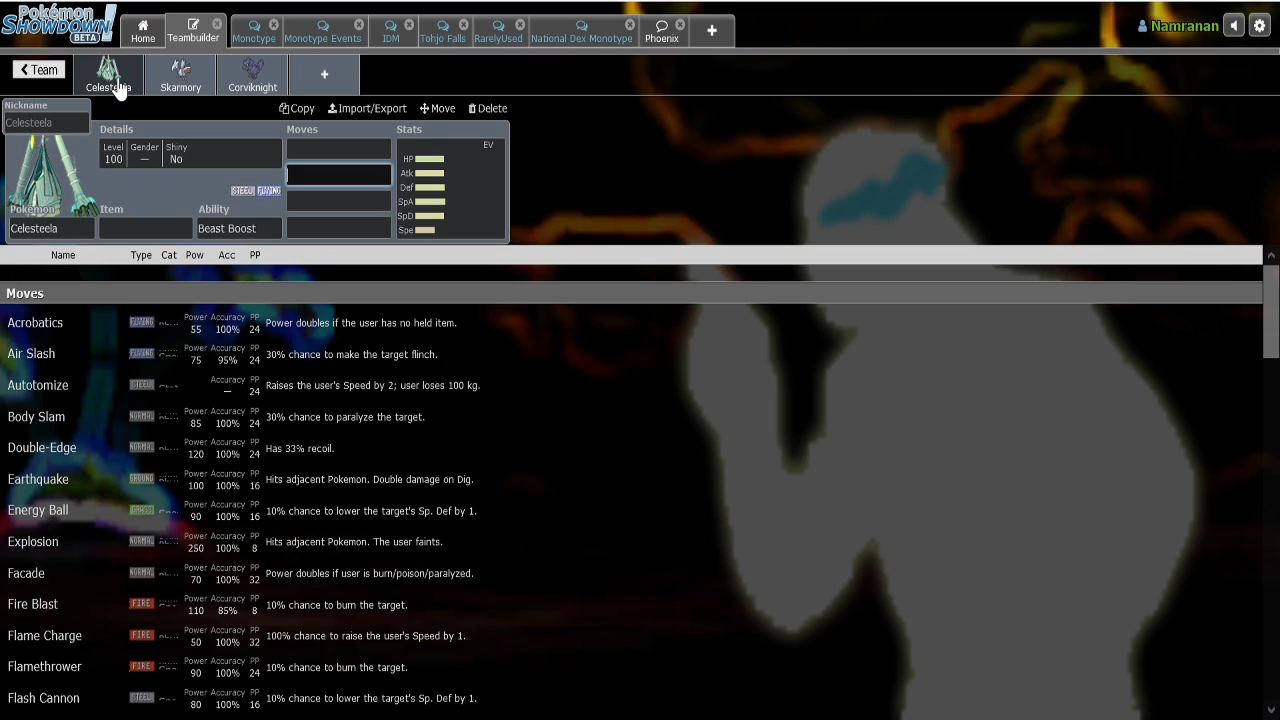 Pokémon
SHOWDOWN!
BETA
Home
Teambuilder
Monotype
Monotype Events
IDM
Tohjo Falls
RarelyUsed
National Dex Monotype
Phoenix
Namranan
Team
Skarmory
Corviknight
Copy
Import/Export
Move
Delete
Nickname
Celesteela
Details
Moves
Stats
Level
100
Gender
—
Shiny
No
EV
HP
Atk
Def
SpA
SpD
Spe
STEEL
FLYING
Pokémon
Item
Ability
Celesteela
Beast Boost
Name Type Cat Pow Acc PP
Moves
Acrobatics FLYING Power 55 Accuracy 100% PP 24 Power doubles if the user has no held item.
Air Slash FLYING Power 75 Accuracy 95% PP 24 30% chance to make the target flinch.
Autotomize STEEL Accuracy — PP 24 Raises the user's Speed by 2; user loses 100 kg.
Body Slam NORMAL Power 85 Accuracy 100% PP 24 30% chance to paralyze the target.
Double-Edge NORMAL Power 120 Accuracy 100% PP 24 Has 33% recoil.
Earthquake GROUND Power 100 Accuracy 100% PP 16 Hits adjacent Pokemon. Double damage on Dig.
Energy Ball GRASS Power 90 Accuracy 100% PP 16 10% chance to lower the target's Sp. Def by 1.
Explosion NORMAL Power 250 Accuracy 100% PP 8 Hits adjacent Pokemon. The user faints.
Facade NORMAL Power 70 Accuracy 100% PP 32 Power doubles if user is burn/poison/paralyzed.
Fire Blast FIRE Power 110 Accuracy 85% PP 8 10% chance to burn the target.
Flame Charge FIRE Power 50 Accuracy 100% PP 32 100% chance to raise the user's Speed by 1.
Flamethrower FIRE Power 90 Accuracy 100% PP 24 10% chance to burn the target.
Flash Cannon STEEL Power 80 Accuracy 100% PP 16 10% chance to lower the target's Sp. Def by 1.